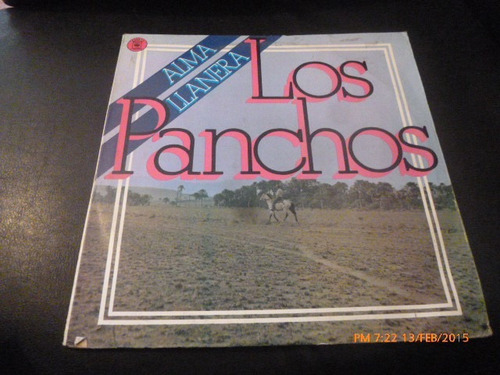 ALMA
LLANERA
Los
Panchos
PM 7:22 13/FEB/2015